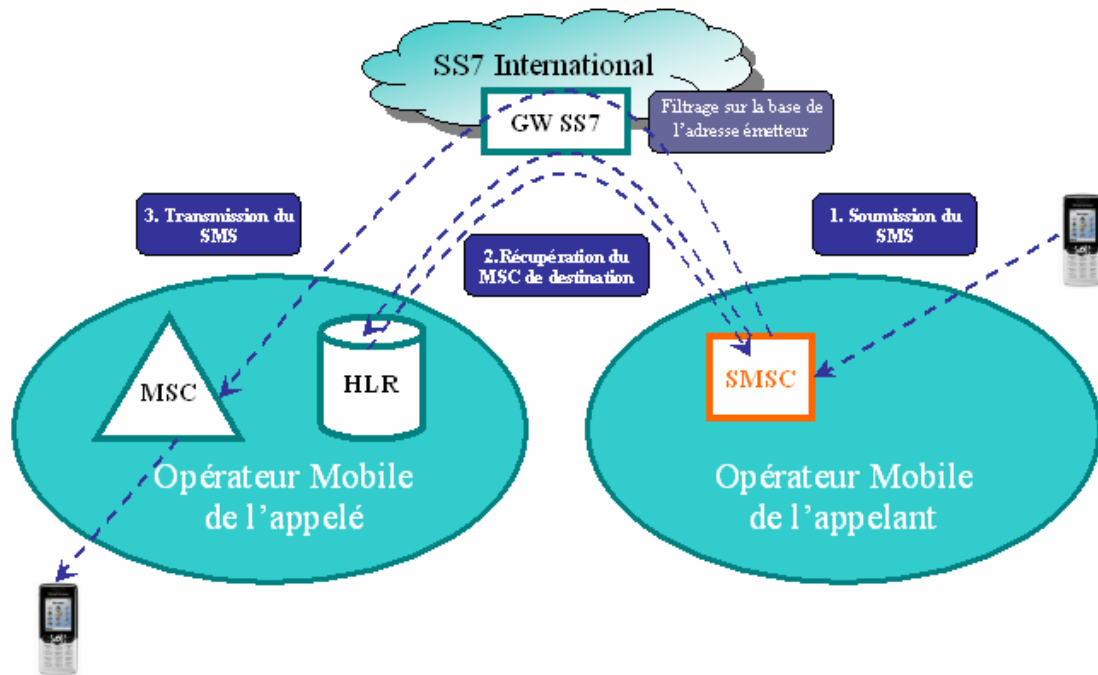 SS7 International
GW SS7
Filtrage sur la base de
l’adresse émetteur
3. Transmission du
SMS
2.Récupération du
MSC de destination
1. Soumission du
SMS
MSC
HLR
SMSC
Opérateur Mobile
de l’appelé
Opérateur Mobile
de l’appelant